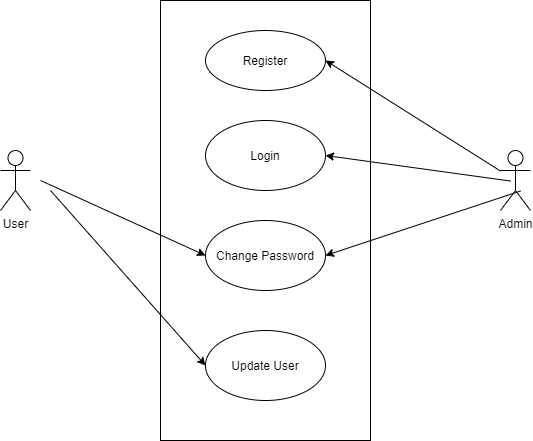 Register
Login
User
Admin
Change Password
Update User